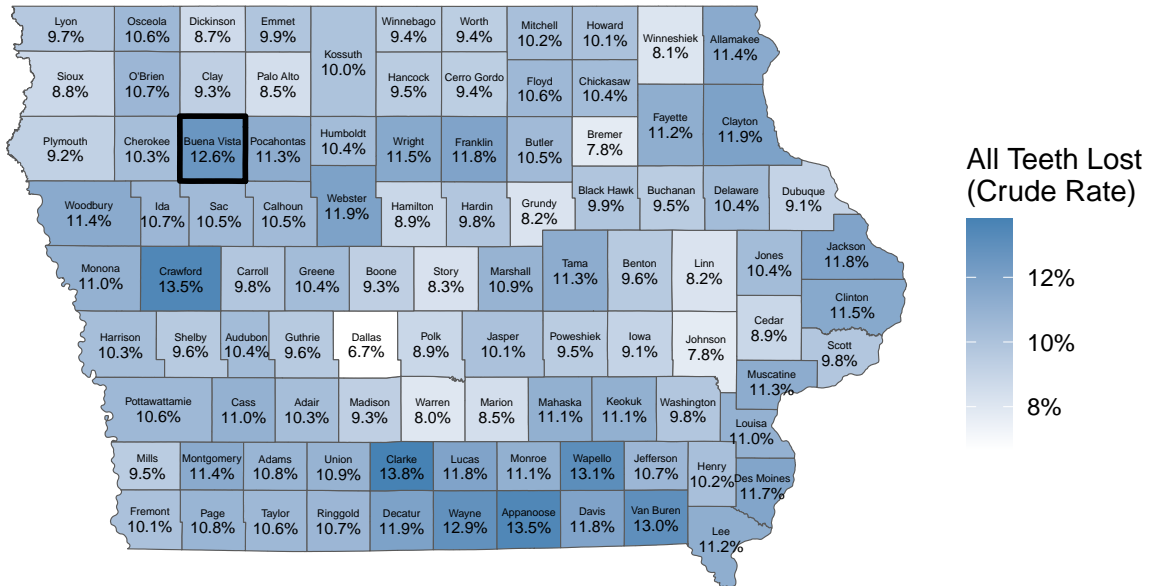 Lyon
9.7%
Osceola
10.6%
Dickinson
8.7%
Emmet
9.9%
Kossuth
10.0%
Winnebago
9.4%
Worth
9.4%
Mitchell
10.2%
Howard
10.1%
Winneshiek
8.1%
Allamakee
11.4%
Sioux
8.8%
O'Brien
10.7%
Clay
9.3%
Palo Alto
8.5%
Hancock
9.5%
Cerro Gordo
9.4%
Floyd
10.6%
Chickasaw
10.4%
Fayette
11.2%
Clayton
11.9%
Plymouth
9.2%
Cherokee
10.3%
Buena Vista
12.6%
Pocahontas
11.3%
Humboldt
10.4%
Wright
11.5%
Franklin
11.8%
Butler
10.5%
Bremer
7.8%
Woodbury
11.4%
Ida
10.7%
Sac
10.5%
Calhoun
10.5%
Webster
11.9%
Hamilton
8.9%
Hardin
9.8%
Grundy
8.2%
Black Hawk
9.9%
Buchanan
9.5%
Delaware
10.4%
Dubuque
9.1%
Monona
11.0%
Crawford
13.5%
Carroll
9.8%
Greene
10.4%
Boone
9.3%
Story
8.3%
Marshall
10.9%
Tama
11.3%
Benton
9.6%
Linn
8.2%
Jones
10.4%
Jackson
11.8%
Clinton
11.5%
Harrison
10.3%
Shelby
9.6%
Audubon
10.4%
Guthrie
9.6%
Dallas
6.7%
Polk
8.9%
Jasper
10.1%
Poweshiek
9.5%
Iowa
9.1%
Johnson
7.8%
Cedar
8.9%
Scott
9.8%
Muscatine
11.3%
Pottawattamie
10.6%
Cass
11.0%
Adair
10.3%
Madison
9.3%
Warren
8.0%
Marion
8.5%
Mahaska
11.1%
Keokuk
11.1%
Washington
9.8%
Louisa
11.0%
Mills
9.5%
Montgomery
11.4%
Adams
10.8%
Union
10.9%
Clarke
13.8%
Lucas
11.8%
Monroe
11.1%
Wapello
13.1%
Jefferson
10.7%
Henry
10.2%
Des Moines
11.7%
Fremont
10.1%
Page
10.8%
Taylor
10.6%
Ringgold
10.7%
Decatur
11.9%
Wayne
12.9%
Appanoose
13.5%
Davis
11.8%
Van Buren
13.0%
Lee
11.2%
All Teeth Lost
(Crude Rate)
12%
10%
8%